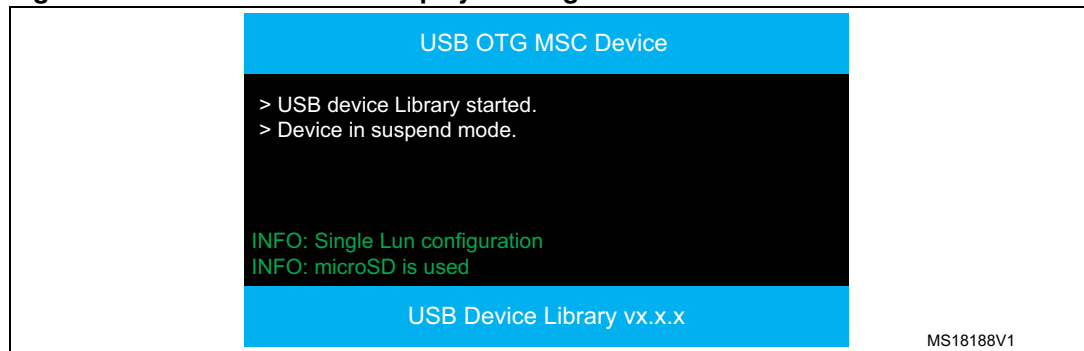 USB OTG MSC Device
> USB device Library started.
> Device in suspend mode.
INFO: Single Lun configuration
INFO: microSD is used
USB Device Library vx.x.x
MS18188V1